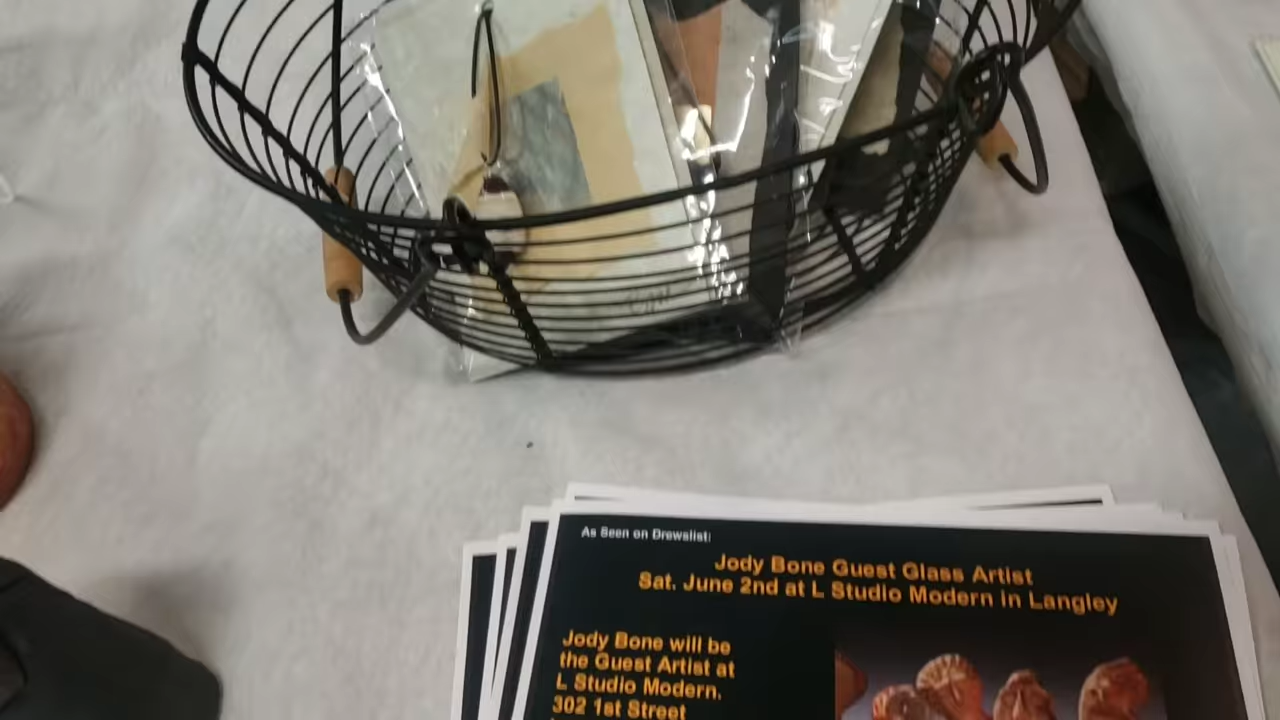 As Seen on Drewslist:
Jody Bone Guest Glass Artist
Sat. June 2nd at L Studio Modern in Langley
Jody Bone will be
the Guest Artist at
L Studio Modern.
302 1st Street